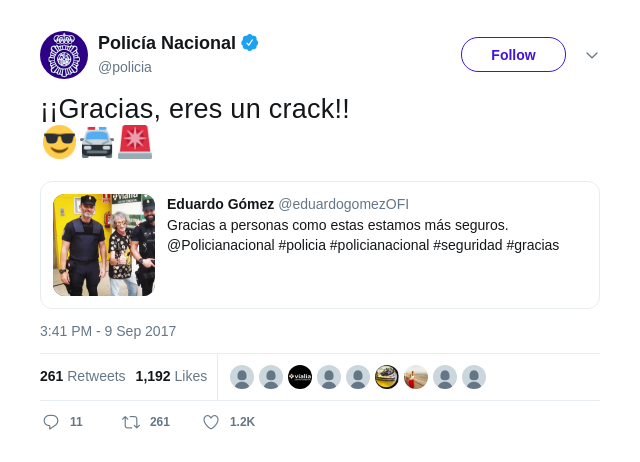 Policía Nacional
@policia
Follow
¡¡Gracias, eres un crack!!
Eduardo Gómez @eduardogomezOFI
Gracias a personas como estas estamos más seguros.
@Policianacional #policia #policianacional #seguridad #gracias
3:41 PM - 9 Sep 2017
261 Retweets 1,192 Likes
vialia
11 261 1.2K